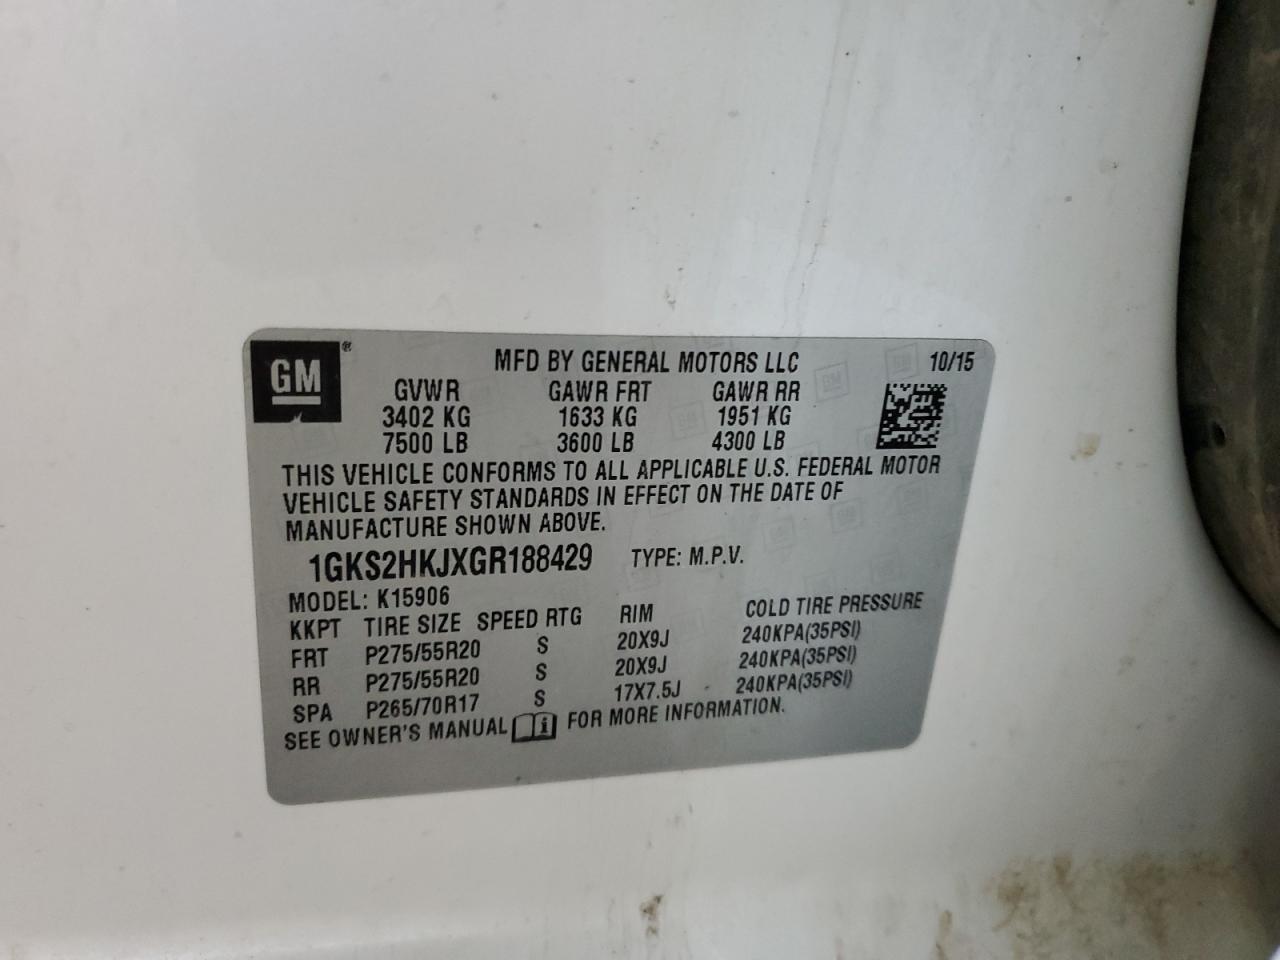 GM®
MFD BY GENERAL MOTORS LLC 10/15
GVWR GAWR FRT GAWR RR
3402 KG 1633 KG 1951 KG
7500 LB 3600 LB 4300 LB
THIS VEHICLE CONFORMS TO ALL APPLICABLE U.S. FEDERAL MOTOR
VEHICLE SAFETY STANDARDS IN EFFECT ON THE DATE OF
MANUFACTURE SHOWN ABOVE.
1GKS2HKJXGR188429 TYPE: M.P.V.
MODEL: K15906
KKPT TIRE SIZE SPEED RTG RIM COLD TIRE PRESSURE
FRT P275/55R20 S 20X9J 240KPA(35PSI)
RR P275/55R20 S 20X9J 240KPA(35PSI)
SPA P265/70R17 S 17X7.5J 240KPA(35PSI)
SEE OWNER'S MANUAL FOR MORE INFORMATION.